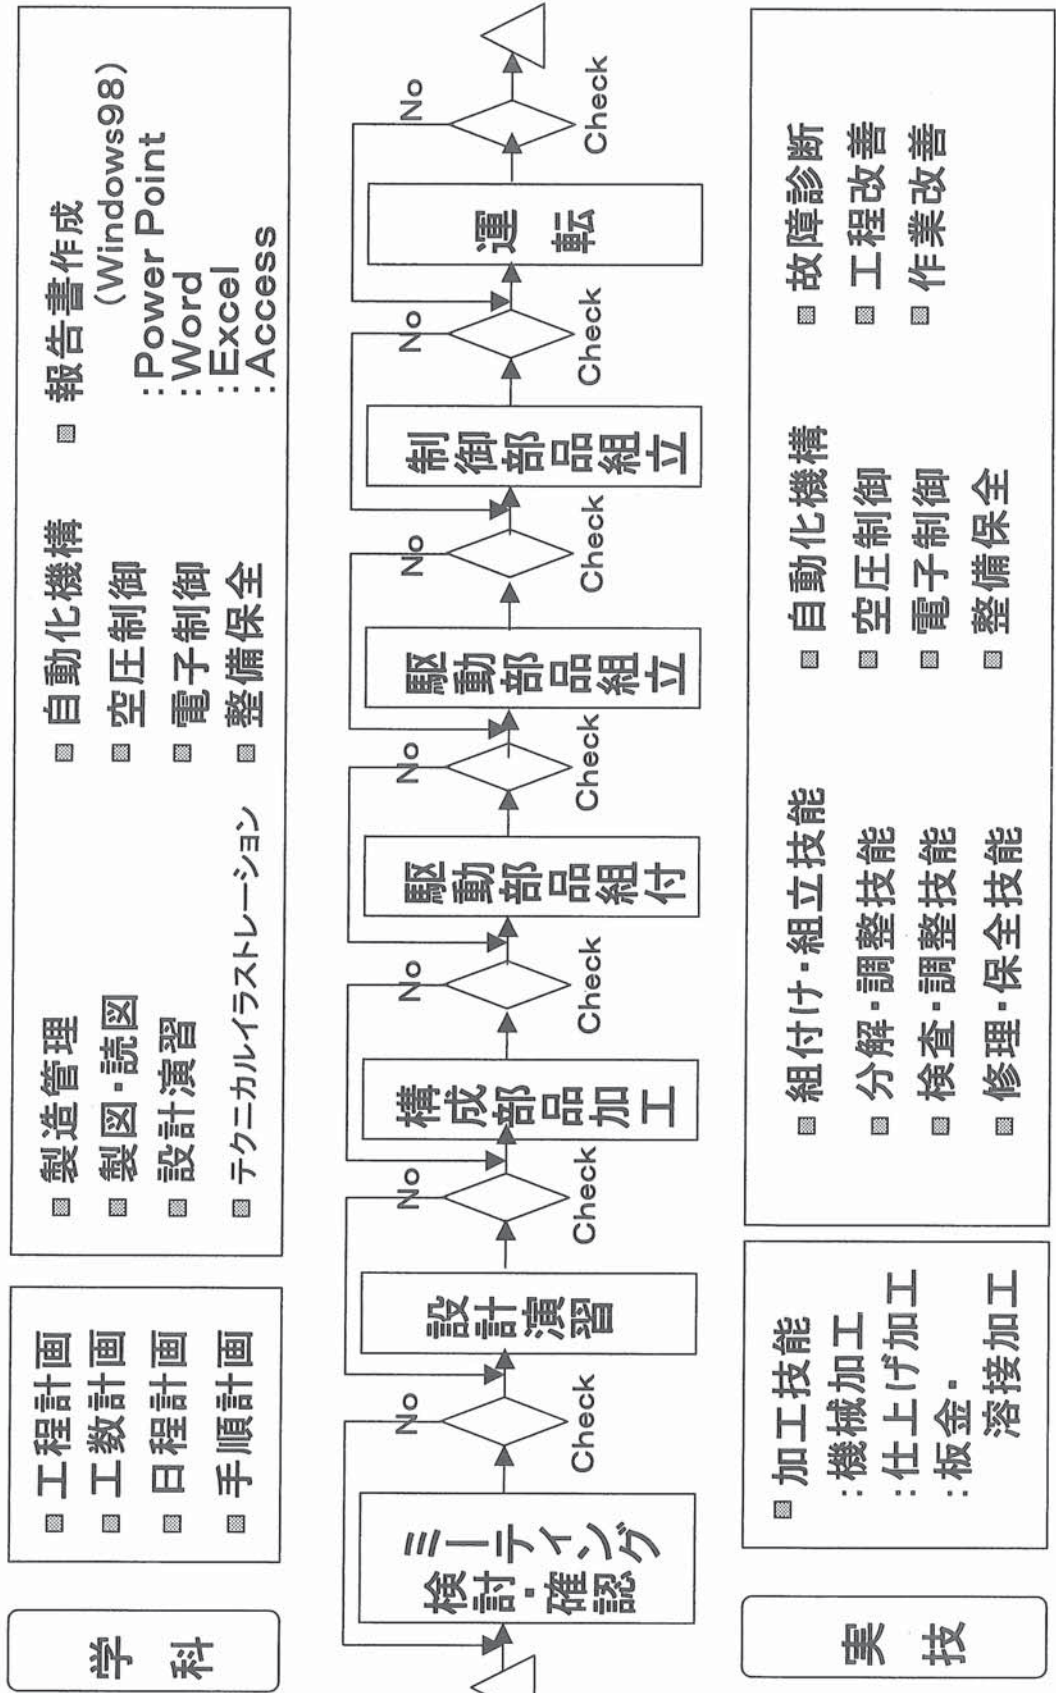 学科
■ 工程計画
■ 工数計画
■ 日程計画
■ 手順計画
■ 製造管理
■ 製図・読図
■ 設計演習
■ テクニカルイラストレーション
■ 自動化機構
■ 空圧制御
■ 電子制御
■ 整備保全
■ 報告書作成
(Windows98)
:Power Point
:Word
:Excel
:Access
ミーティング
検討・確認
No
Check
設計演習
No
Check
構成部品加工
No
Check
駆動部品組付
No
Check
駆動部品組立
No
Check
制御部品組立
No
Check
運転
No
Check
実技
■ 加工技能
:機械加工
:仕上げ加工
:板金・
溶接加工
■ 組付け・組立技能
■ 分解・調整技能
■ 検査・調整技能
■ 修理・保全技能
■ 自動化機構
■ 空圧制御
■ 電子制御
■ 整備保全
■ 故障診断
■ 工程改善
■ 作業改善